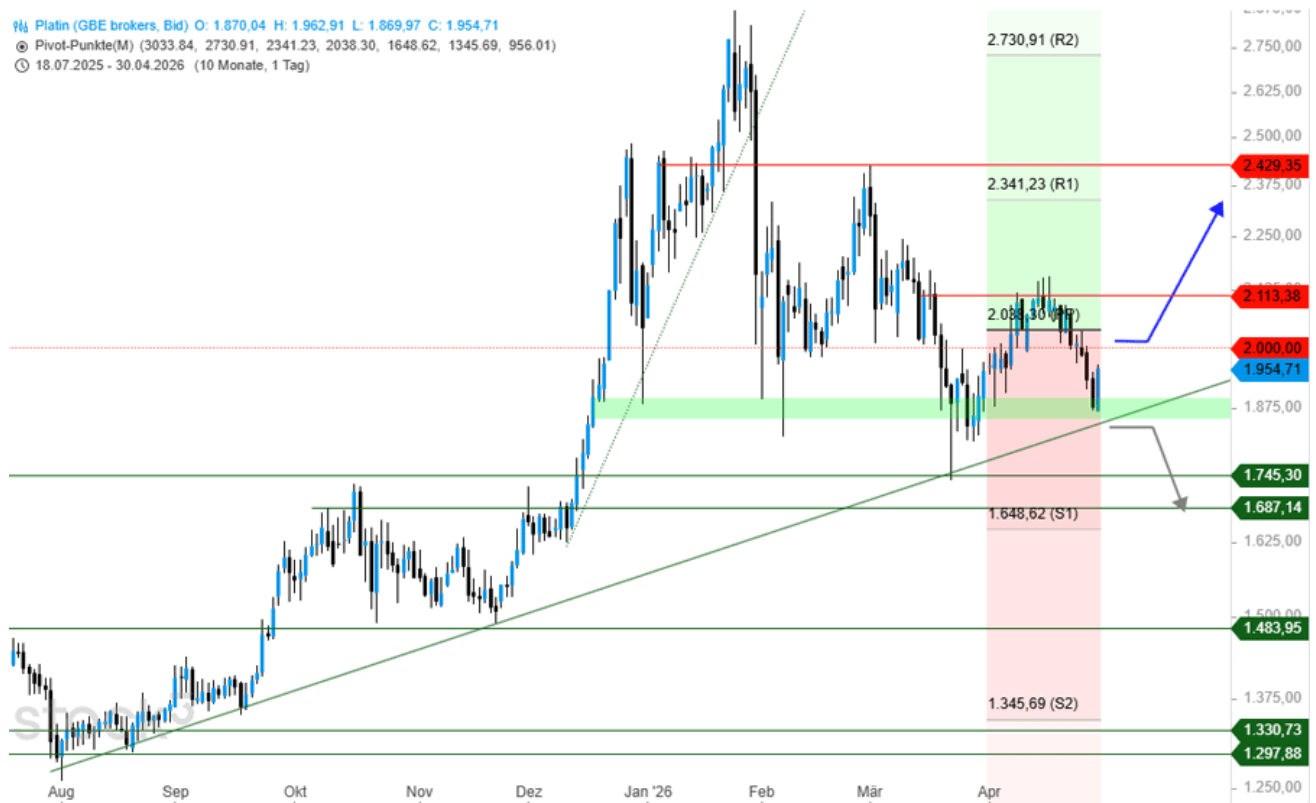 Platin (GBE brokers, Bid) O: 1.870,04 H: 1.962,91 L: 1.869,97 C: 1.954,71
Pivot-Punkte(M) (3033.84, 2730.91, 2341.23, 2038.30, 1648.62, 1345.69, 956.01)
18.07.2025 - 30.04.2026 (10 Monate, 1 Tag)
2.730,91 (R2)
2.750,00
2.625,00
2.500,00
2.429,35
2.375,00
2.341,23 (R1)
2.250,00
2.113,38
2.038,30 (PP)
2.000,00
1.954,71
1.875,00
1.745,30
1.687,14
1.648,62 (S1)
1.625,00
1.500,00
1.483,95
1.375,00
1.345,69 (S2)
1.330,73
1.297,88
1.250,00
Aug Sep Okt Nov Dez Jan '26 Feb Mär Apr